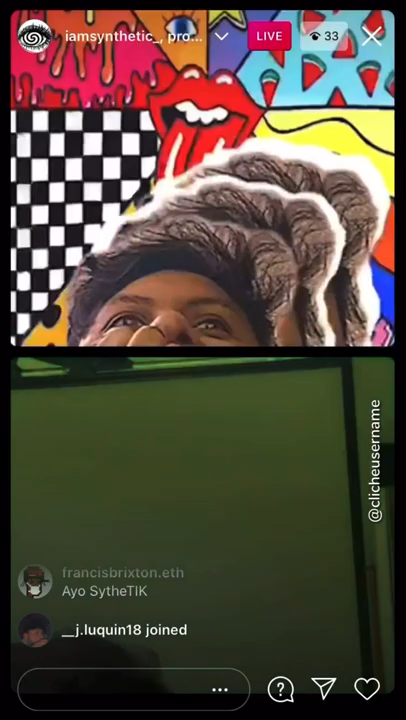 iamsynthetic_, pro...
LIVE
33
@clicheusername
francisbrixton.eth
Ayo SytheTIK
__j.luquin18 joined